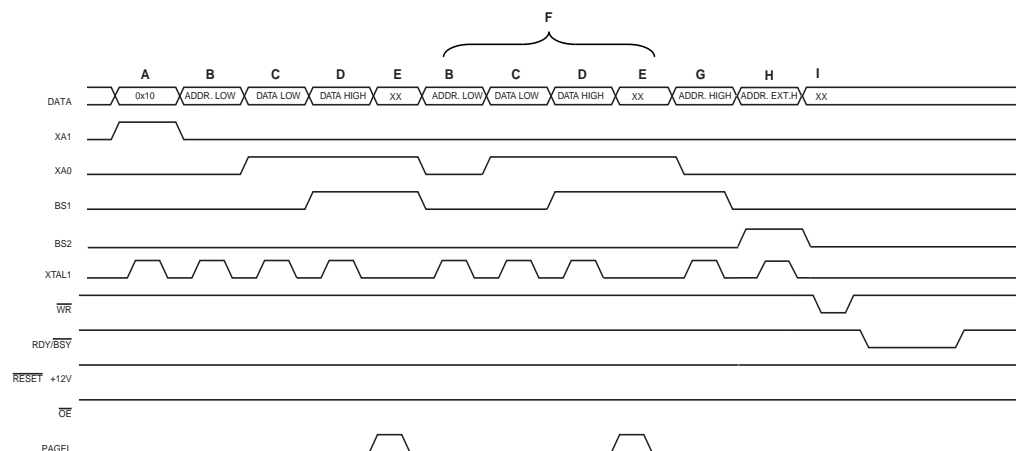 F
A B C D E B C D E G H I
DATA 0x10 ADDR. LOW DATA LOW DATA HIGH XX ADDR. LOW DATA LOW DATA HIGH XX ADDR. HIGH ADDR. EXT.H XX
XA1
XA0
BS1
BS2
XTAL1
WR
RDY/BSY
RESET +12V
OE
PAGEL